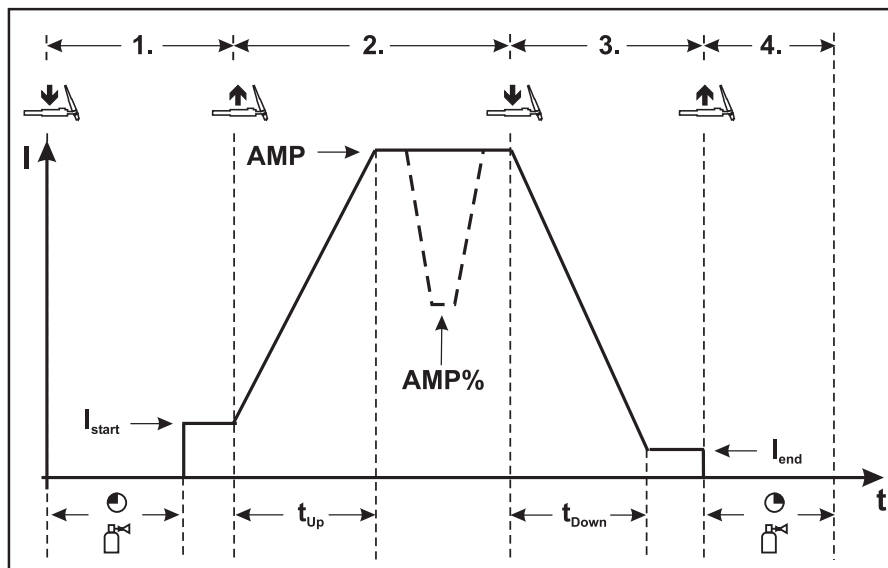 1. 2. 3. 4.
I
AMP
AMP%
Istart
Iend
t
tUp
tDown